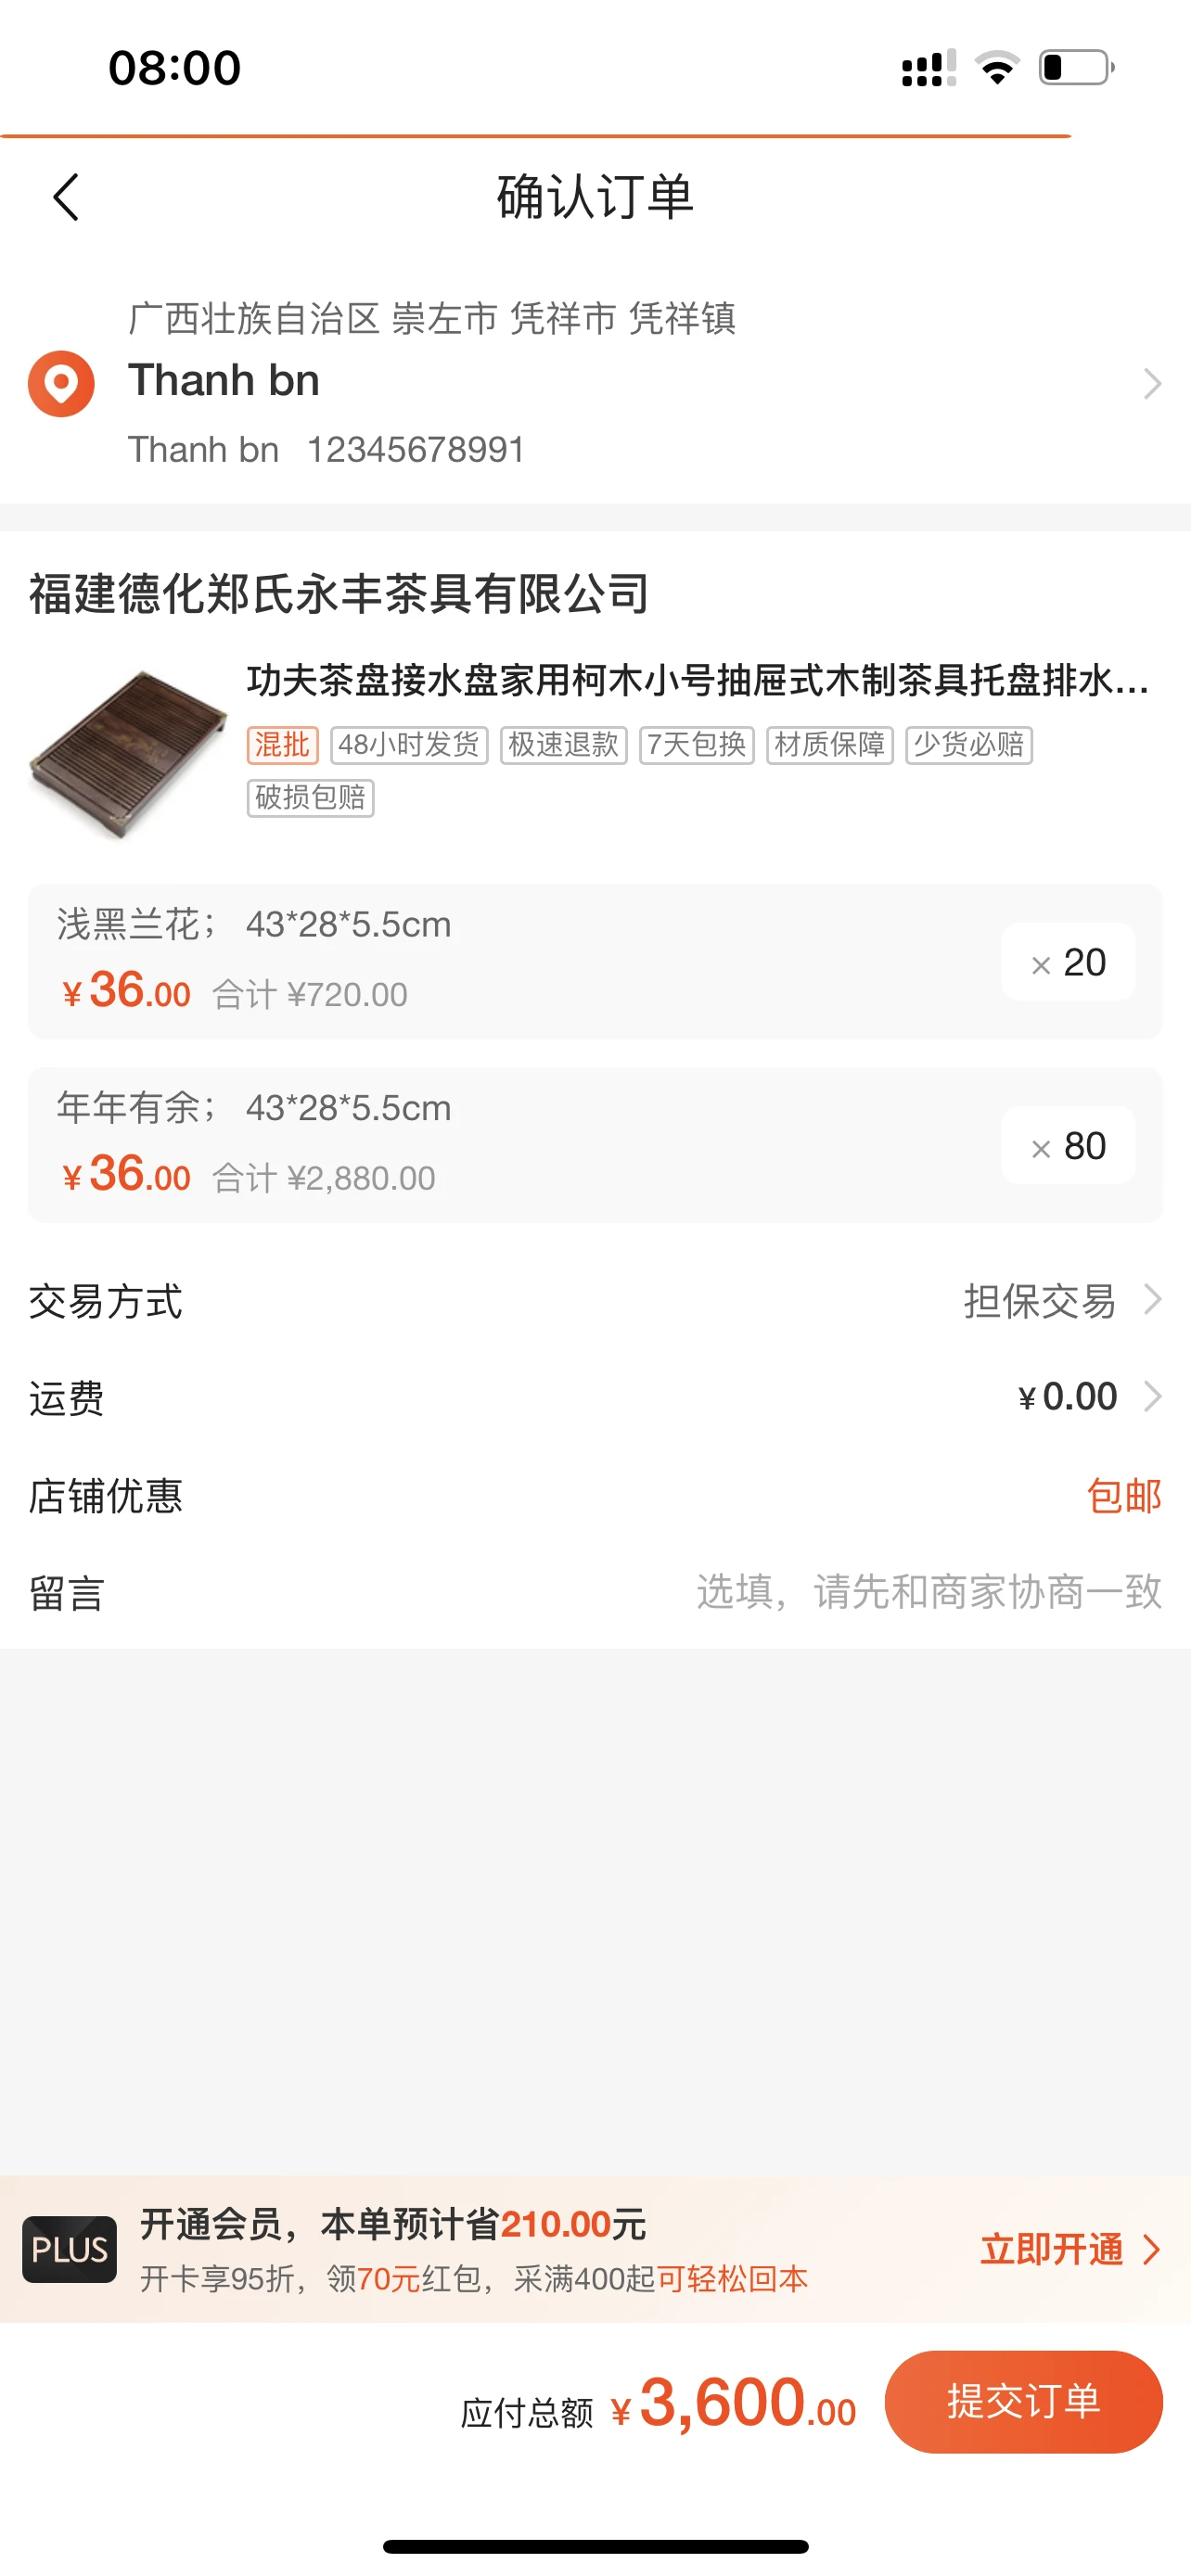 08:00
确认订单
广西壮族自治区 崇左市 凭祥市 凭祥镇
Thanh bn
Thanh bn 12345678991
福建德化郑氏永丰茶具有限公司
功夫茶盘接水盘家用柯木小号抽屉式木制茶具托盘排水...
混批 48小时发货 极速退款 7天包换 材质保障 少货必赔
破损包赔
浅黑兰花; 43*28*5.5cm
× 20
¥36.00 合计 ¥720.00
年年有余; 43*28*5.5cm
× 80
¥36.00 合计 ¥2,880.00
交易方式 担保交易
运费 ¥0.00
店铺优惠 包邮
留言 选填，请先和商家协商一致
PLUS
开通会员，本单预计省210.00元
开卡享95折，领70元红包，采满400起可轻松回本
立即开通
应付总额 ¥3,600.00
提交订单